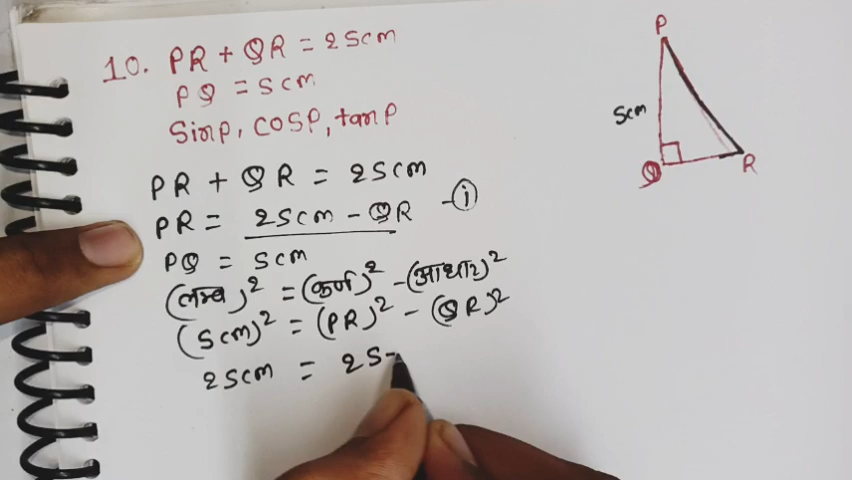 10. PR + QR = 25cm
PQ = 5cm
sinP, cosP, tanP
PR + QR = 25cm
PR = 25cm - QR -(i)
PQ = 5cm
(लम्ब)² = (कर्ण)² - (आधार)²
(5cm)² = (PR)² - (QR)²
25cm = 25-
P
5cm
Q
R